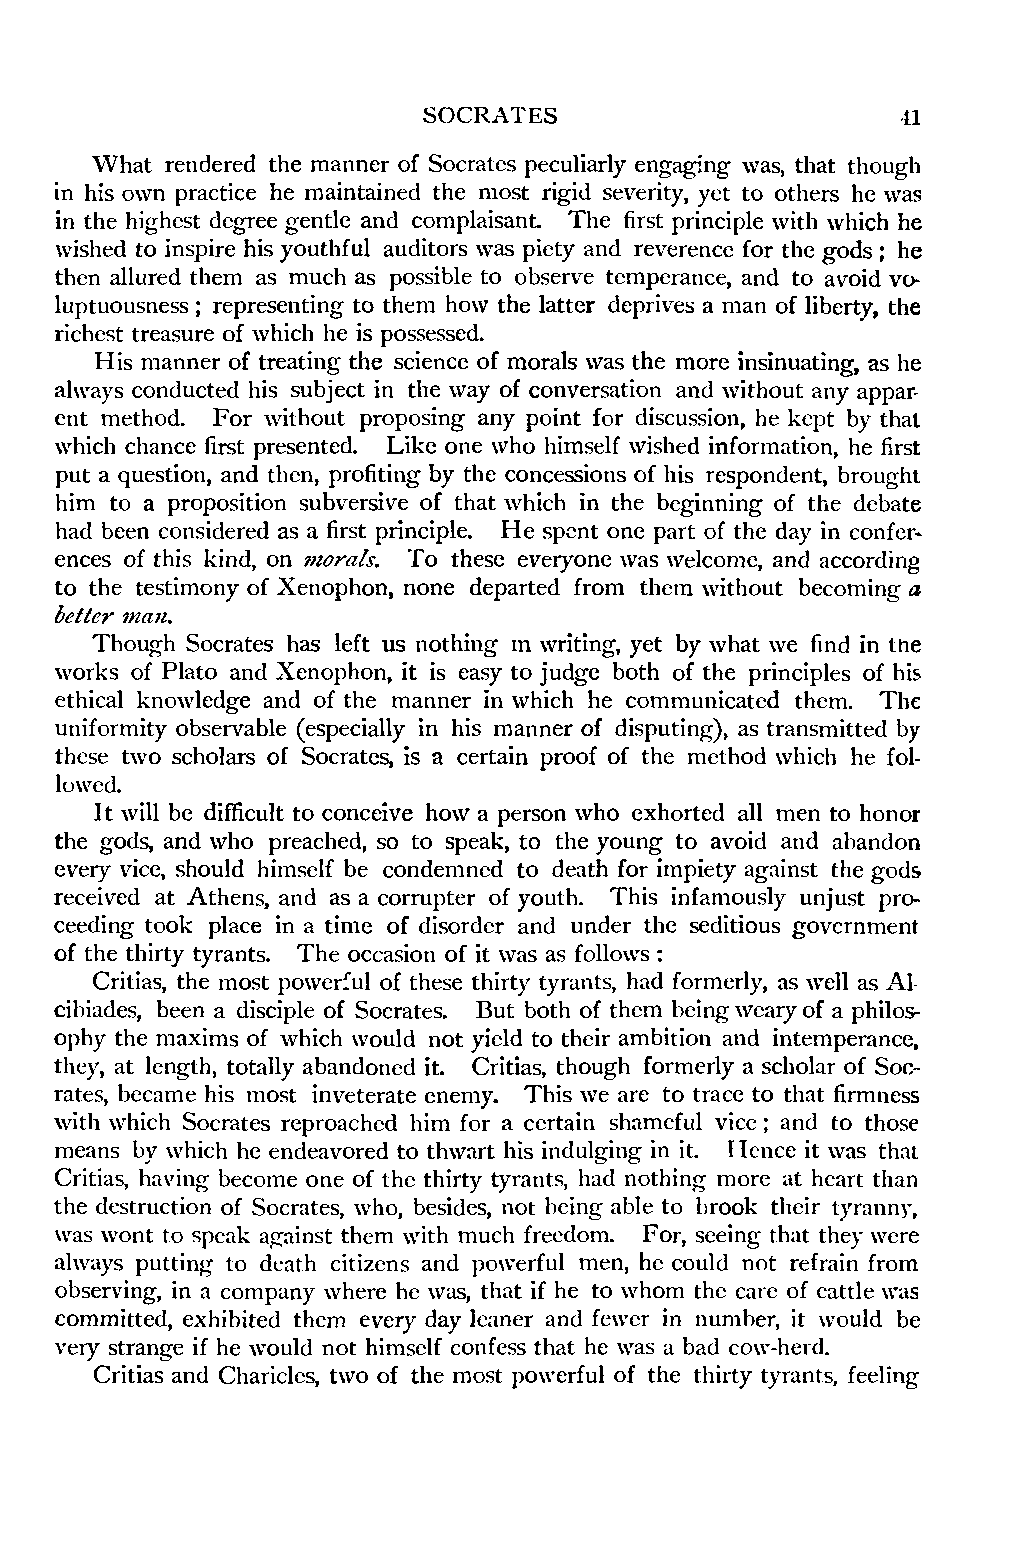 SOCRATES 41
What rendered the manner of Socrates peculiarly engaging was, that though
in his own practice he maintained the most rigid severity, yet to others he was
in the highest degree gentle and complaisant. The first principle with which he
wished to inspire his youthful auditors was piety and reverence for the gods; he
then allured them as much as possible to observe temperance, and to avoid vo-
luptuousness; representing to them how the latter deprives a man of liberty, the
richest treasure of which he is possessed.
His manner of treating the science of morals was the more insinuating, as he
always conducted his subject in the way of conversation and without any appar-
ent method. For without proposing any point for discussion, he kept by that
which chance first presented. Like one who himself wished information, he first
put a question, and then, profiting by the concessions of his respondent, brought
him to a proposition subversive of that which in the beginning of the debate
had been considered as a first principle. He spent one part of the day in confer-
ences of this kind, on morals. To these everyone was welcome, and according
to the testimony of Xenophon, none departed from them without becoming a
better man.
Though Socrates has left us nothing in writing, yet by what we find in the
works of Plato and Xenophon, it is easy to judge both of the principles of his
ethical knowledge and of the manner in which he communicated them. The
uniformity observable (especially in his manner of disputing), as transmitted by
these two scholars of Socrates, is a certain proof of the method which he fol-
lowed.
It will be difficult to conceive how a person who exhorted all men to honor
the gods, and who preached, so to speak, to the young to avoid and abandon
every vice, should himself be condemned to death for impiety against the gods
received at Athens, and as a corrupter of youth. This infamously unjust pro-
ceeding took place in a time of disorder and under the seditious government
of the thirty tyrants. The occasion of it was as follows:
Critias, the most powerful of these thirty tyrants, had formerly, as well as Al-
cibiades, been a disciple of Socrates. But both of them being weary of a philos-
ophy the maxims of which would not yield to their ambition and intemperance,
they, at length, totally abandoned it. Critias, though formerly a scholar of Soc-
rates, became his most inveterate enemy. This we are to trace to that firmness
with which Socrates reproached him for a certain shameful vice; and to those
means by which he endeavored to thwart his indulging in it. Hence it was that
Critias, having become one of the thirty tyrants, had nothing more at heart than
the destruction of Socrates, who, besides, not being able to brook their tyranny,
was wont to speak against them with much freedom. For, seeing that they were
always putting to death citizens and powerful men, he could not refrain from
observing, in a company where he was, that if he to whom the care of cattle was
committed, exhibited them every day leaner and fewer in number, it would be
very strange if he would not himself confess that he was a bad cow-herd.
Critias and Charicles, two of the most powerful of the thirty tyrants, feeling